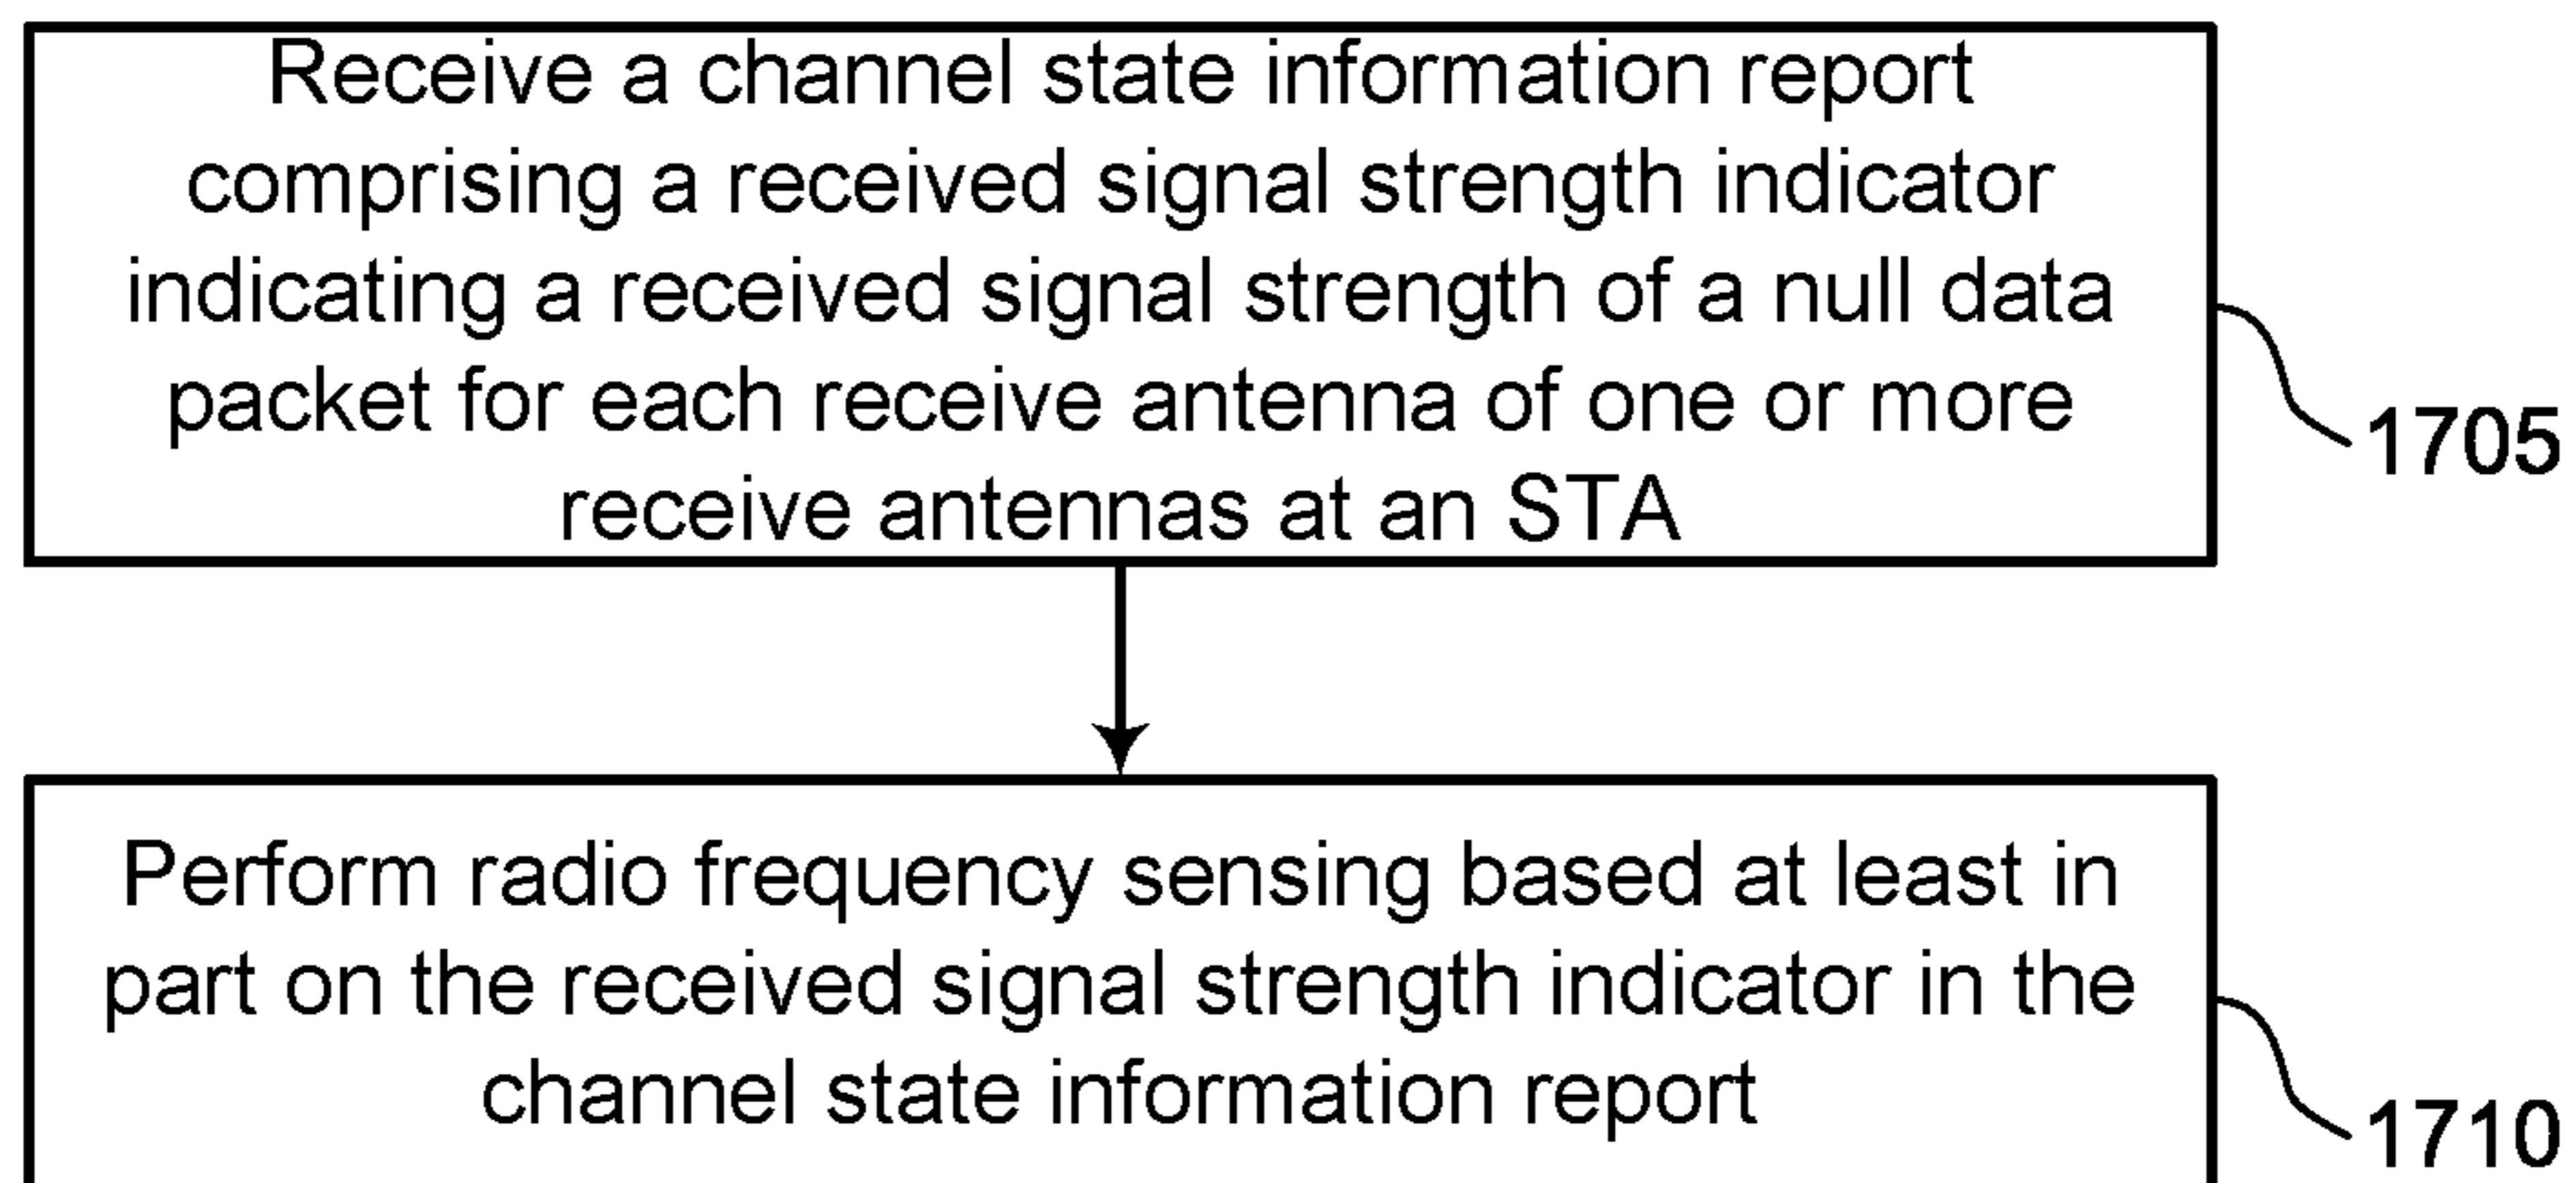 Receive a channel state information report
comprising a received signal strength indicator
indicating a received signal strength of a null data
packet for each receive antenna of one or more
receive antennas at an STA
1705
Perform radio frequency sensing based at least in
part on the received signal strength indicator in the
channel state information report
1710